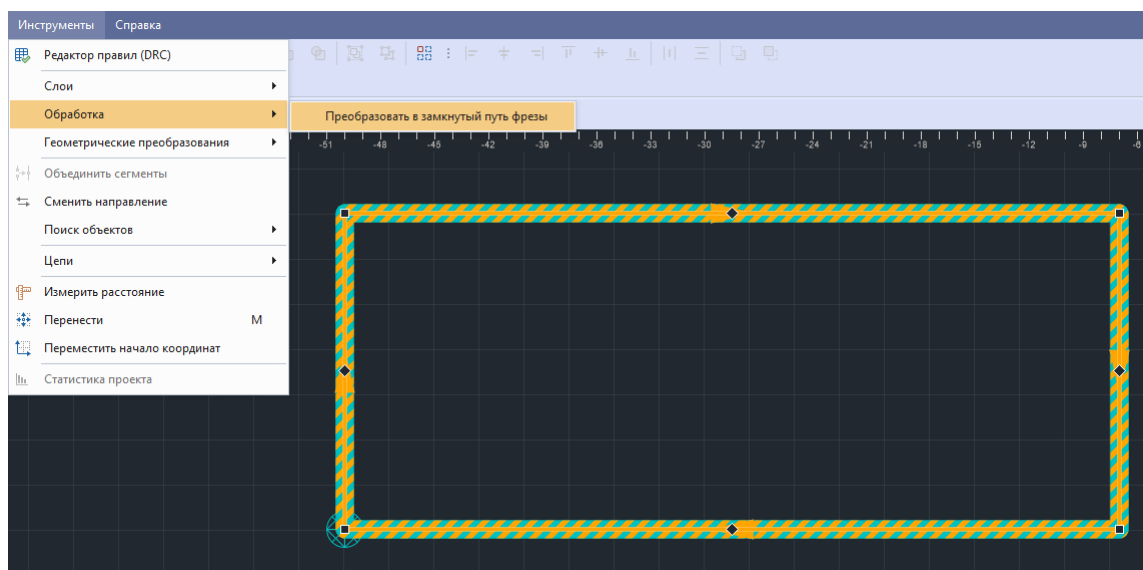 Инструменты Справка
Редактор правил (DRC)
Слои
Обработка
Преобразовать в замкнутый путь фрезы
Геометрические преобразования
-51 -48 -45 -42 -39 -36 -33 -30 -27 -24 -21 -18 -15 -12 -9 -6
Объединить сегменты
Сменить направление
Поиск объектов
Цепи
Измерить расстояние
Перенести M
Переместить начало координат
Статистика проекта